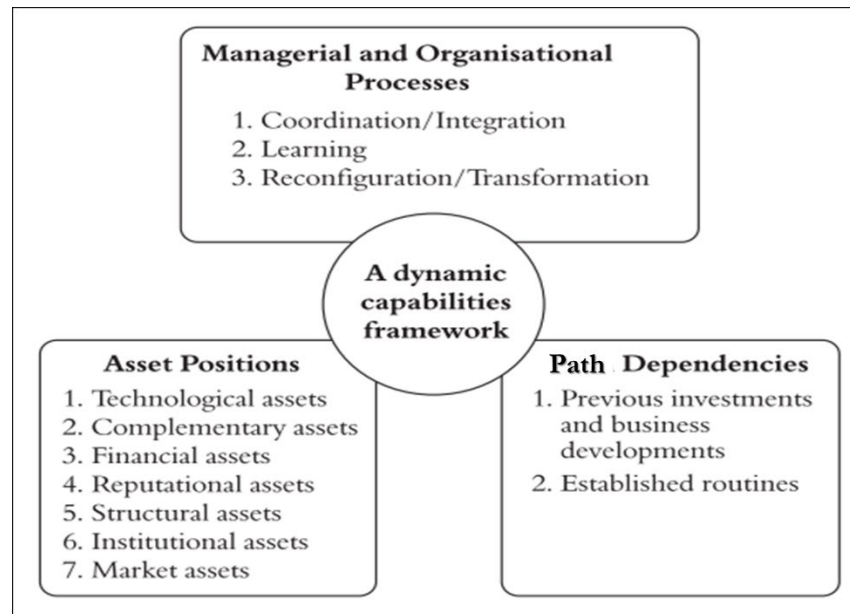 Managerial and Organisational
Processes
1. Coordination/Integration
2. Learning
3. Reconfiguration/Transformation
A dynamic
capabilities
framework
Asset Positions
1. Technological assets
2. Complementary assets
3. Financial assets
4. Reputational assets
5. Structural assets
6. Institutional assets
7. Market assets
Path Dependencies
1. Previous investments
and business
developments
2. Established routines